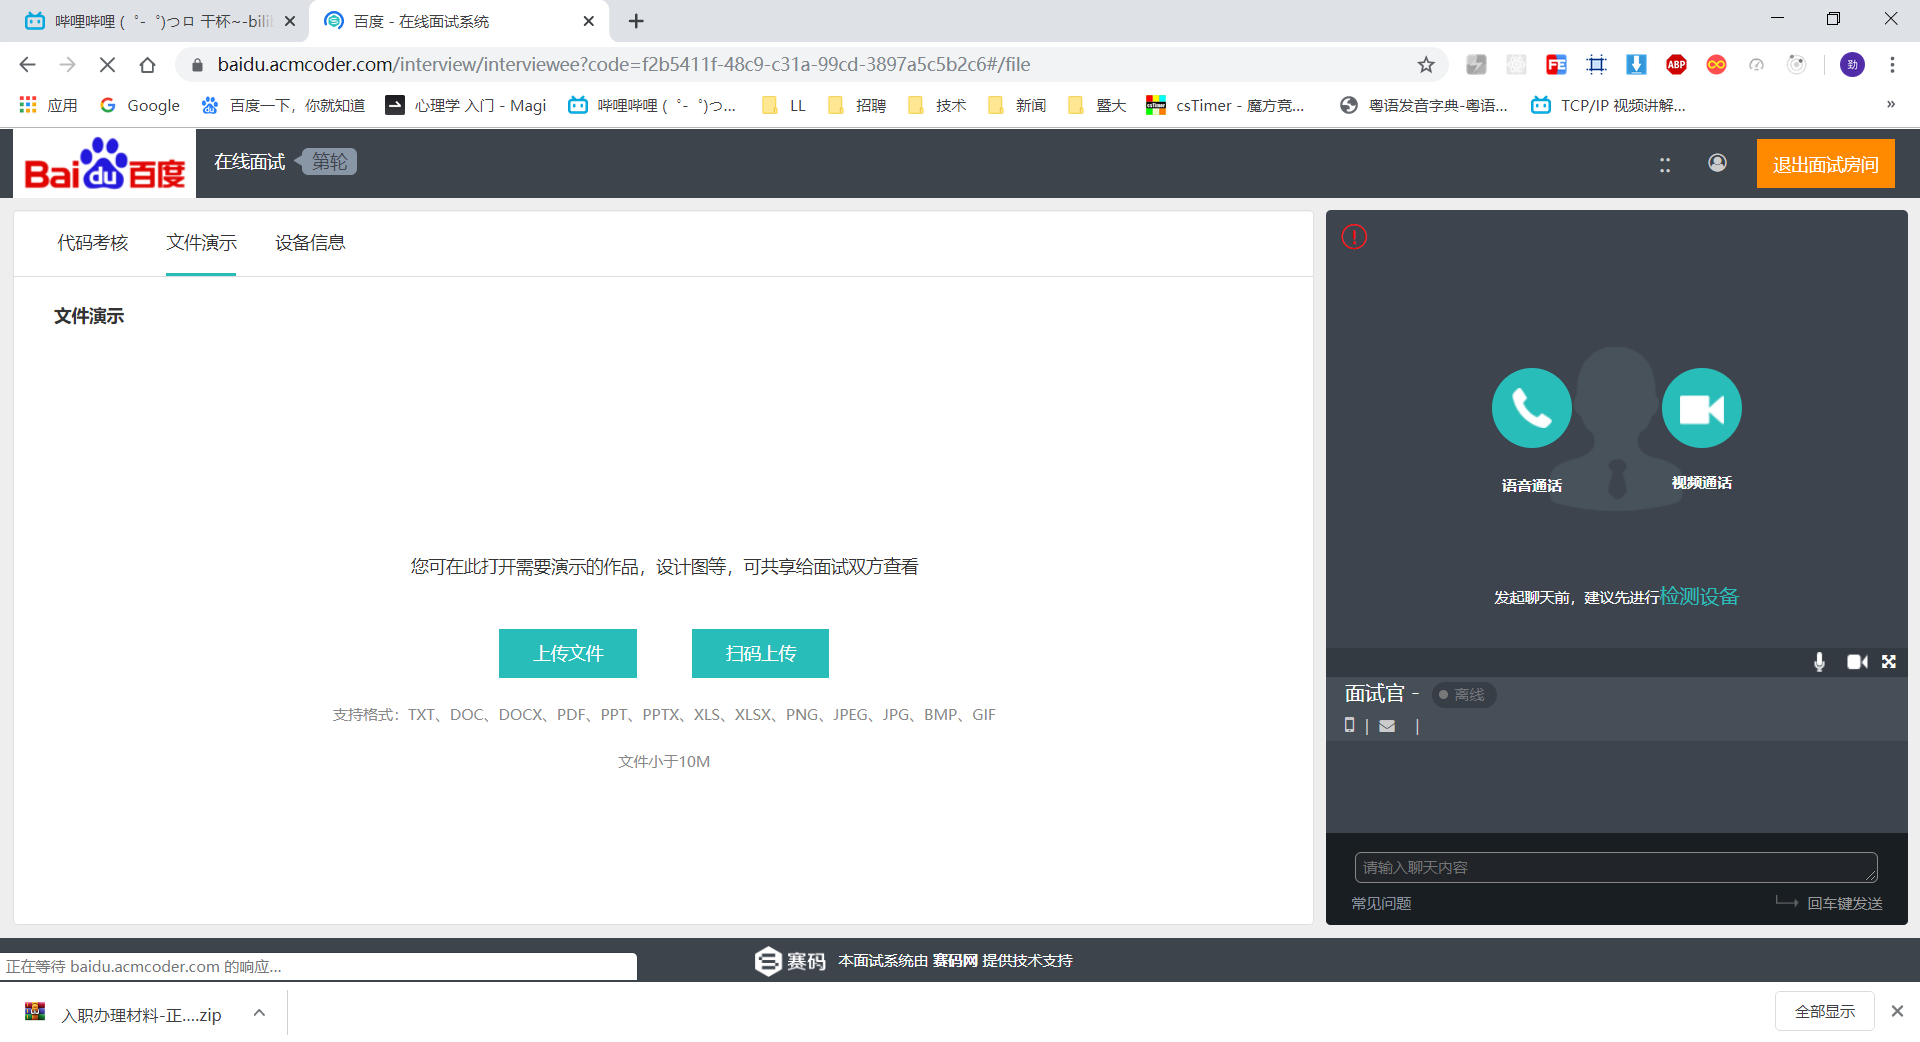 哔哩哔哩 (゜-゜)つロ 干杯~-bili
百度 - 在线面试系统
baidu.acmcoder.com/interview/interviewee?code=f2b5411f-48c9-c31a-99cd-3897a5c5b2c6#/file
FE
ABP
勤
应用
Google
百度一下，你就知道
心理学 入门 - Magi
哔哩哔哩 (゜-゜)つ...
LL
招聘
技术
新闻
暨大
csTimer - 魔方竞...
粤语发音字典-粤语...
TCP/IP 视频讲解...
»
Bai du 百度
在线面试
第轮
退出面试房间
代码考核
文件演示
设备信息
文件演示
您可在此打开需要演示的作品，设计图等，可共享给面试双方查看
上传文件
扫码上传
支持格式：TXT、DOC、DOCX、PDF、PPT、PPTX、XLS、XLSX、PNG、JPEG、JPG、BMP、GIF
文件小于10M
语音通话
视频通话
发起聊天前，建议先进行检测设备
面试官 -
离线
| |
请输入聊天内容
常见问题
回车键发送
正在等待 baidu.acmcoder.com 的响应...
赛码
本面试系统由 赛码网 提供技术支持
入职办理材料-正....zip
全部显示